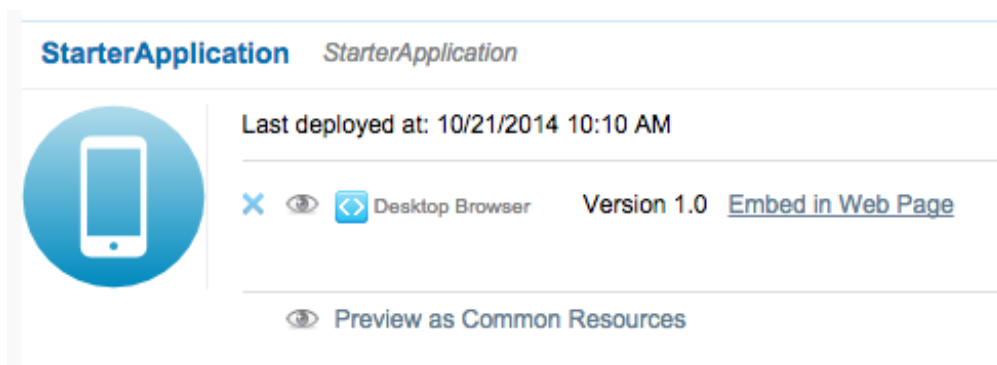 StarterApplication StarterApplication
Last deployed at: 10/21/2014 10:10 AM
Desktop Browser Version 1.0 Embed in Web Page
Preview as Common Resources